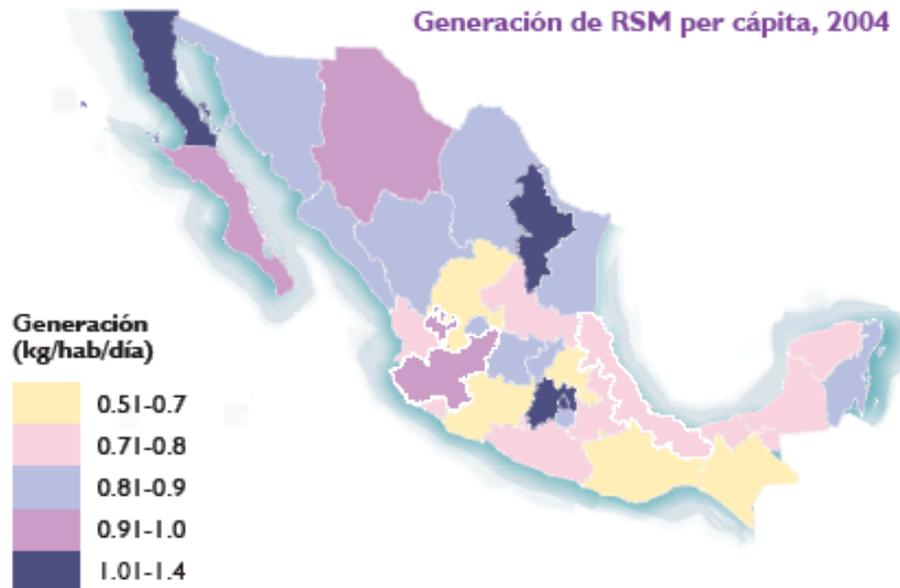 Generación de RSM per cápita, 2004
Generación
(kg/hab/día)
0.51-0.7
0.71-0.8
0.81-0.9
0.91-1.0
1.01-1.4